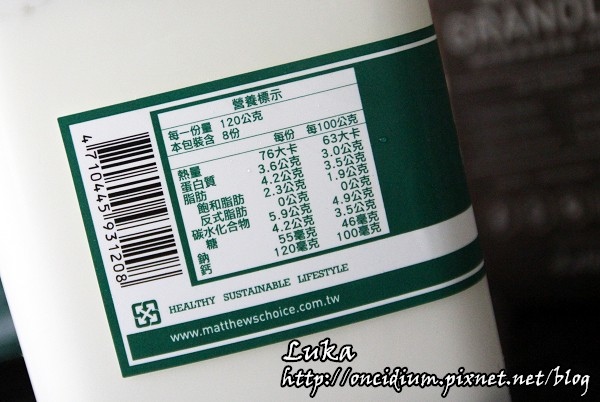 GRANOL
營養標示
每一份量 120公克
本包裝含 8份
每份 每100公克
熱量 76大卡 63大卡
蛋白質 3.6公克 3.0公克
脂肪 4.2公克 3.5公克
飽和脂肪 2.3公克 1.9公克
反式脂肪 0公克 0公克
碳水化合物 5.9公克 4.9公克
糖 4.2公克 3.5公克
鈉 55毫克 46毫克
鈣 120毫克 100毫克
4 710445 931208
HEALTHY SUSTAINABLE LIFESTYLE
www.matthewschoice.com.tw
Luka
http://oncidium.pixnet.net/blog